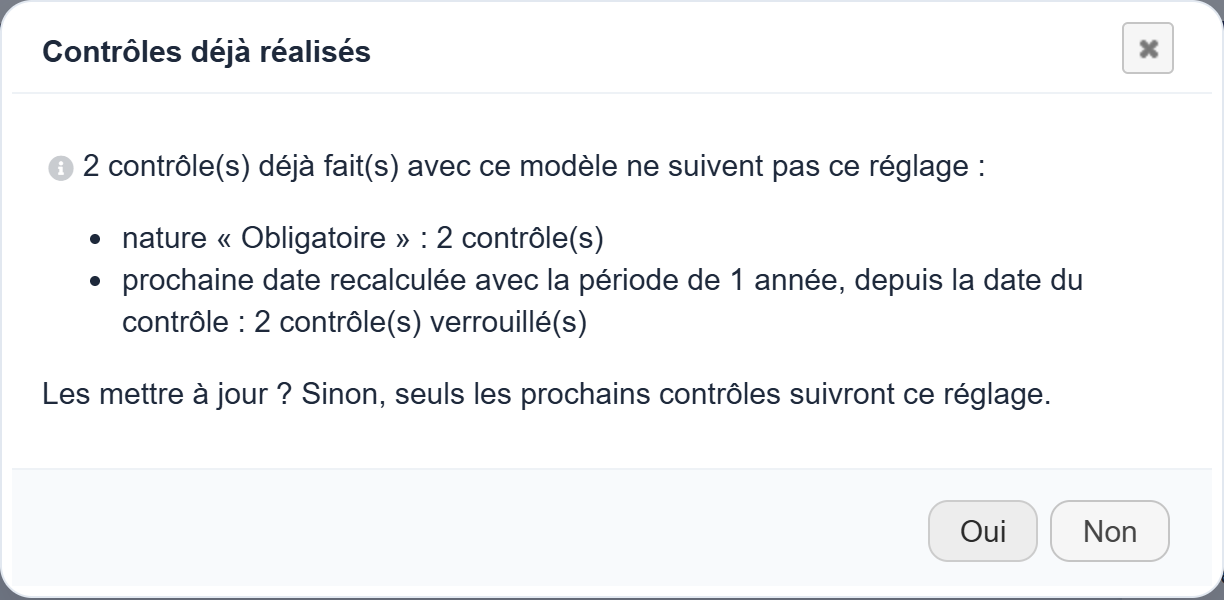 Contrôles déjà réalisés
2 contrôle(s) déjà fait(s) avec ce modèle ne suivent pas ce réglage :
• nature « Obligatoire » : 2 contrôle(s)
• prochaine date recalculée avec la période de 1 année, depuis la date du
contrôle : 2 contrôle(s) verrouillé(s)
Les mettre à jour ? Sinon, seuls les prochains contrôles suivront ce réglage.
Oui
Non